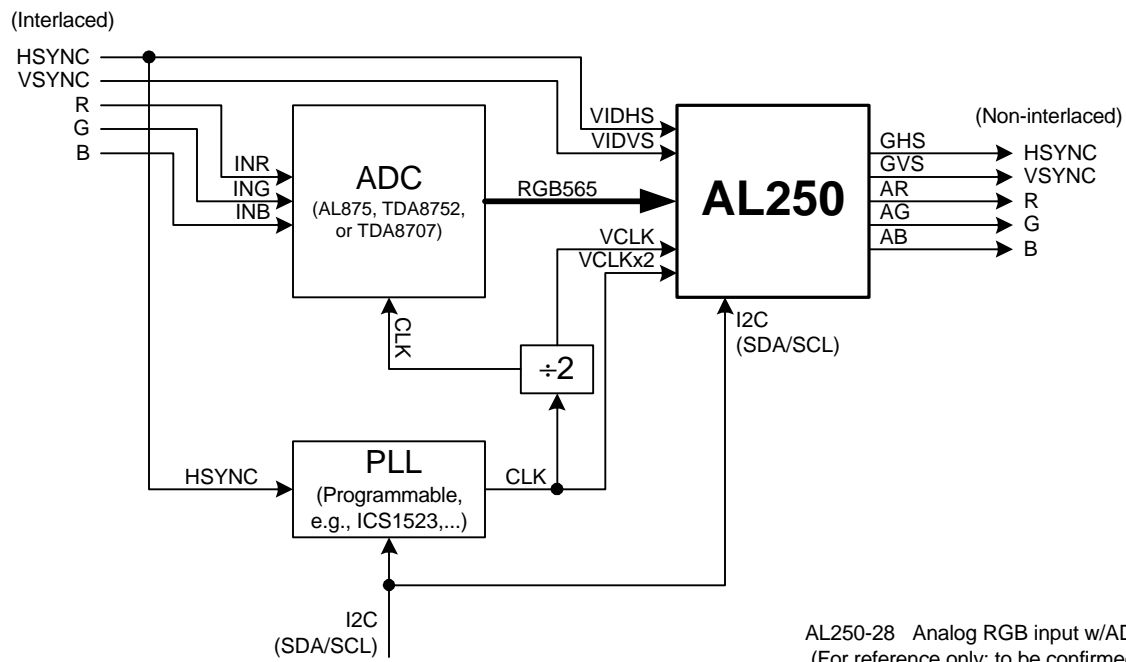 (Interlaced)
HSYNC
VSYNC
R
G
B
INR
ING
INB
ADC
(AL875, TDA8752,
or TDA8707)
RGB565
VIDHS
VIDVS
VCLK
VCLKx2
AL250
(Non-interlaced)
GHS
GVS
AR
AG
AB
HSYNC
VSYNC
R
G
B
CLK
÷2
I2C
(SDA/SCL)
HSYNC
PLL
(Programmable,
e.g., ICS1523,...)
CLK
I2C
(SDA/SCL)
AL250-28 Analog RGB input w/AD
(For reference only; to be confirmed